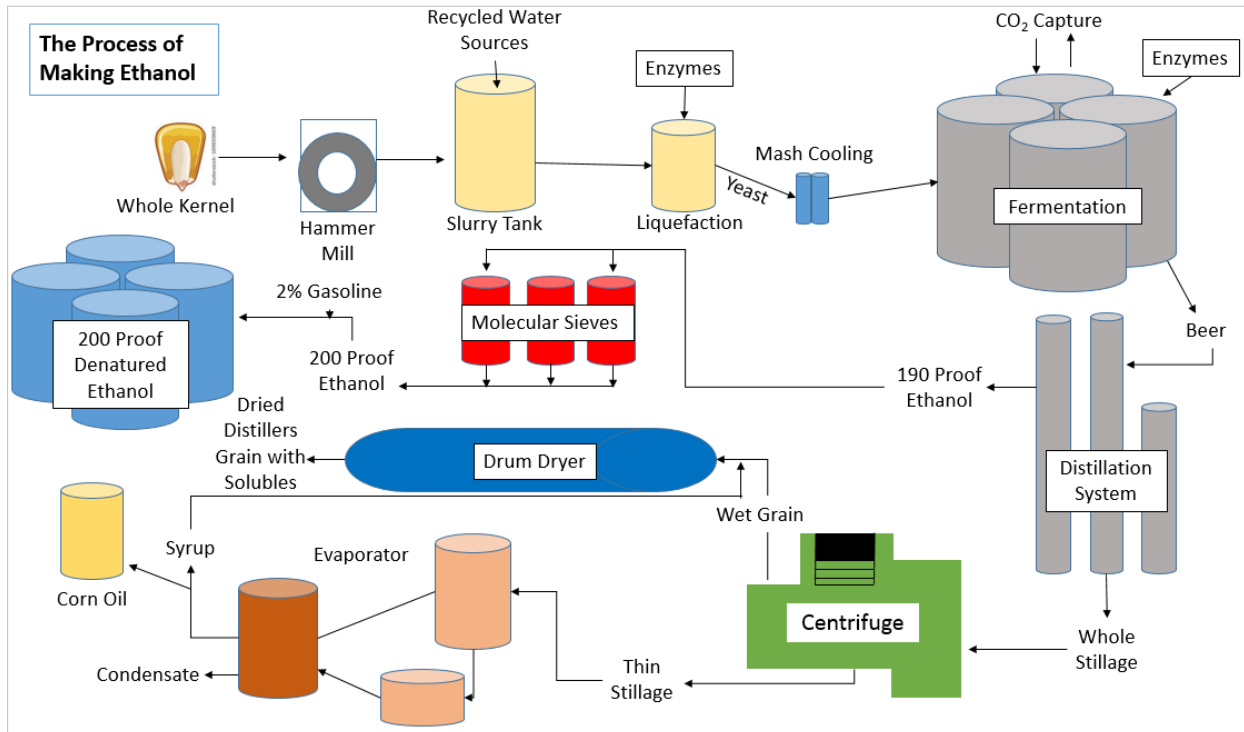 The Process of
Making Ethanol
Recycled Water
Sources
Enzymes
CO₂ Capture
Enzymes
Whole Kernel
Hammer
Mill
Slurry Tank
Liquefaction
Yeast
Mash Cooling
Fermentation
Beer
200 Proof
Denatured
Ethanol
2% Gasoline
200 Proof
Ethanol
Molecular Sieves
190 Proof
Ethanol
Distillation
System
Dried
Distillers
Grain with
Solubles
Drum Dryer
Wet Grain
Corn Oil
Syrup
Evaporator
Condensate
Thin
Stillage
Centrifuge
Whole
Stillage